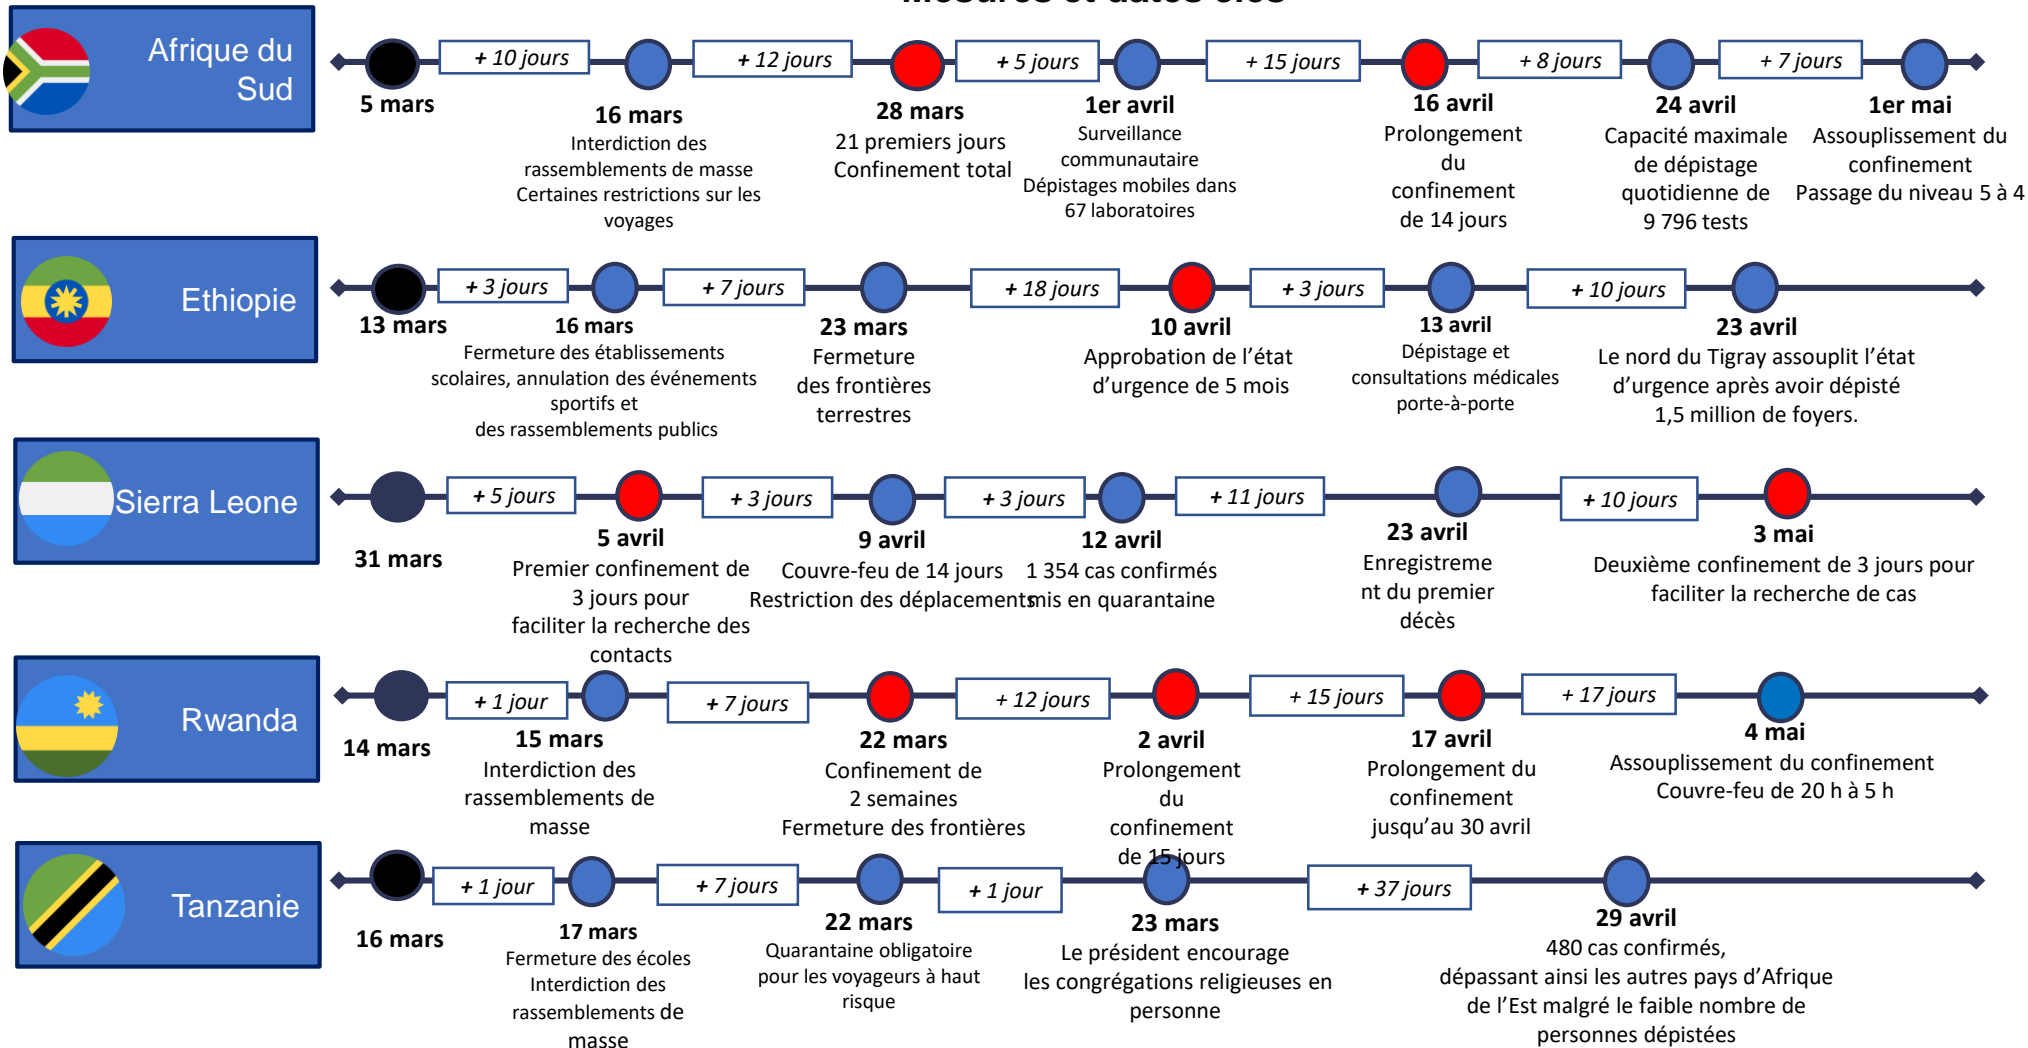 Mesures et dates clés
Afrique du
Sud
+ 10 jours
+ 12 jours
+ 5 jours
+ 15 jours
+ 8 jours
+ 7 jours
5 mars
16 mars
Interdiction des
rassemblements de masse
Certaines restrictions sur les
voyages
28 mars
21 premiers jours
Confinement total
1er avril
Surveillance
communautaire
Dépistages mobiles dans
67 laboratoires
16 avril
Prolongement
du
confinement
de 14 jours
24 avril
Capacité maximale
de dépistage
quotidienne de
9 796 tests
1er mai
Assouplissement du
confinement
Passage du niveau 5 à 4
Ethiopie
+ 3 jours
+ 7 jours
+ 18 jours
+ 3 jours
+ 10 jours
13 mars
16 mars
Fermeture des établissements
scolaires, annulation des événements
sportifs et
des rassemblements publics
23 mars
Fermeture
des frontières
terrestres
10 avril
Approbation de l’état
d’urgence de 5 mois
13 avril
Dépistage et
consultations médicales
porte-à-porte
23 avril
Le nord du Tigray assouplit l’état
d’urgence après avoir dépisté
1,5 million de foyers.
Sierra Leone
+ 5 jours
+ 3 jours
+ 3 jours
+ 11 jours
+ 10 jours
31 mars
5 avril
Premier confinement de
3 jours pour
faciliter la recherche des
contacts
9 avril
Couvre-feu de 14 jours
Restriction des déplacements
12 avril
1 354 cas confirmés
mis en quarantaine
23 avril
Enregistreme
nt du premier
décès
3 mai
Deuxième confinement de 3 jours pour
faciliter la recherche de cas
Rwanda
+ 1 jour
+ 7 jours
+ 12 jours
+ 15 jours
+ 17 jours
14 mars
15 mars
Interdiction des
rassemblements de
masse
22 mars
Confinement de
2 semaines
Fermeture des frontières
2 avril
Prolongement
du
confinement
de 15 jours
17 avril
Prolongement du
confinement
jusqu’au 30 avril
4 mai
Assouplissement du confinement
Couvre-feu de 20 h à 5 h
Tanzanie
+ 1 jour
+ 7 jours
+ 1 jour
+ 37 jours
16 mars
17 mars
Fermeture des écoles
Interdiction des
rassemblements de
masse
22 mars
Quarantaine obligatoire
pour les voyageurs à haut
risque
23 mars
Le président encourage
les congrégations religieuses en
personne
29 avril
480 cas confirmés,
dépassant ainsi les autres pays d’Afrique
de l’Est malgré le faible nombre de
personnes dépistées